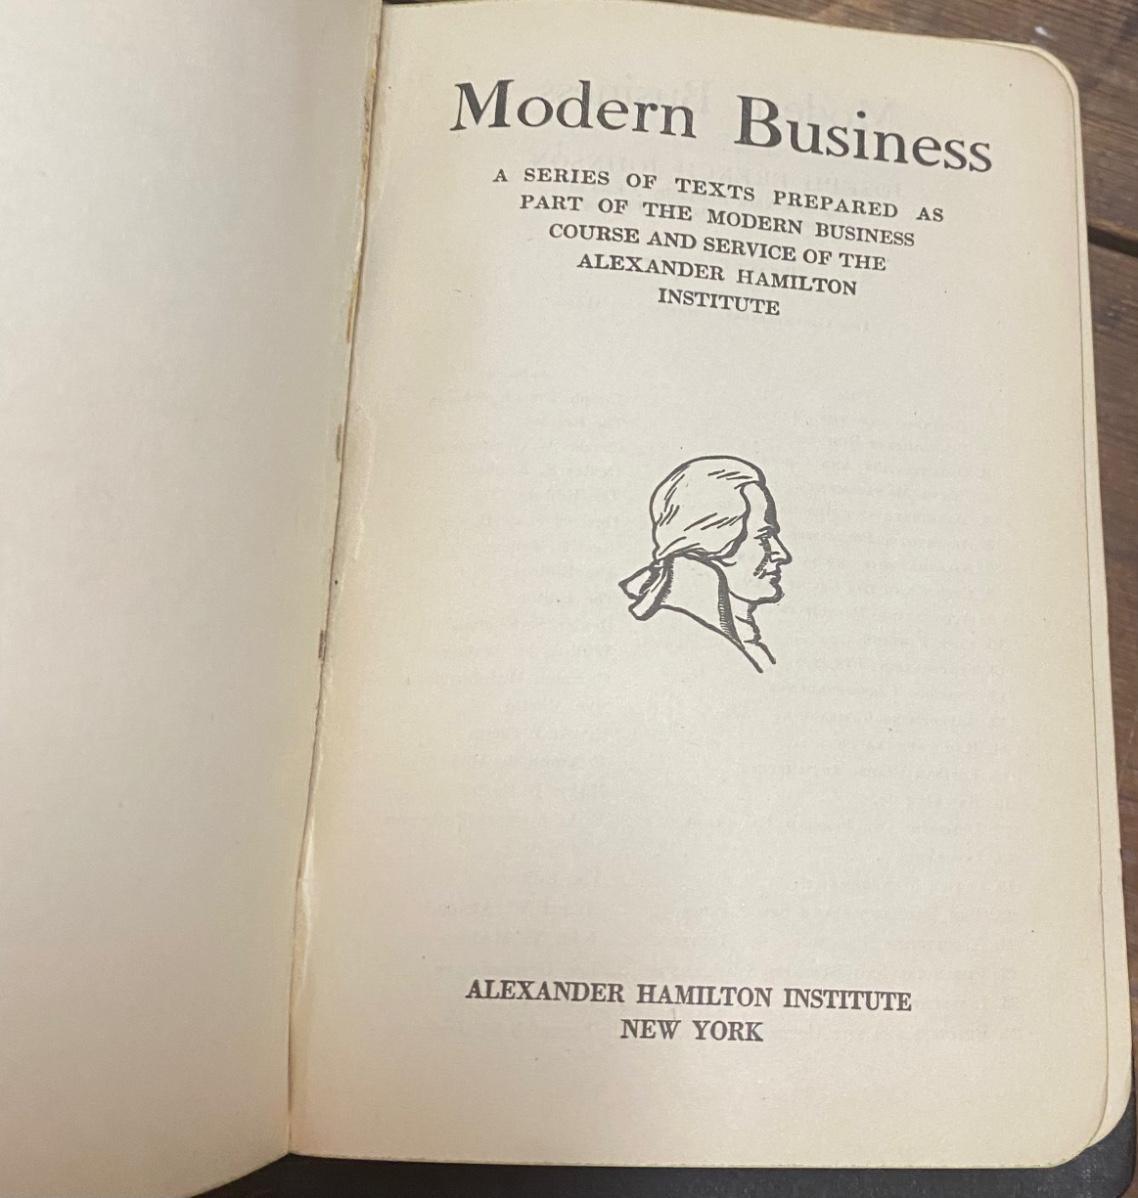 Modern Business
A SERIES OF TEXTS PREPARED AS
PART OF THE MODERN BUSINESS
COURSE AND SERVICE OF THE
ALEXANDER HAMILTON
INSTITUTE
ALEXANDER HAMILTON INSTITUTE
NEW YORK